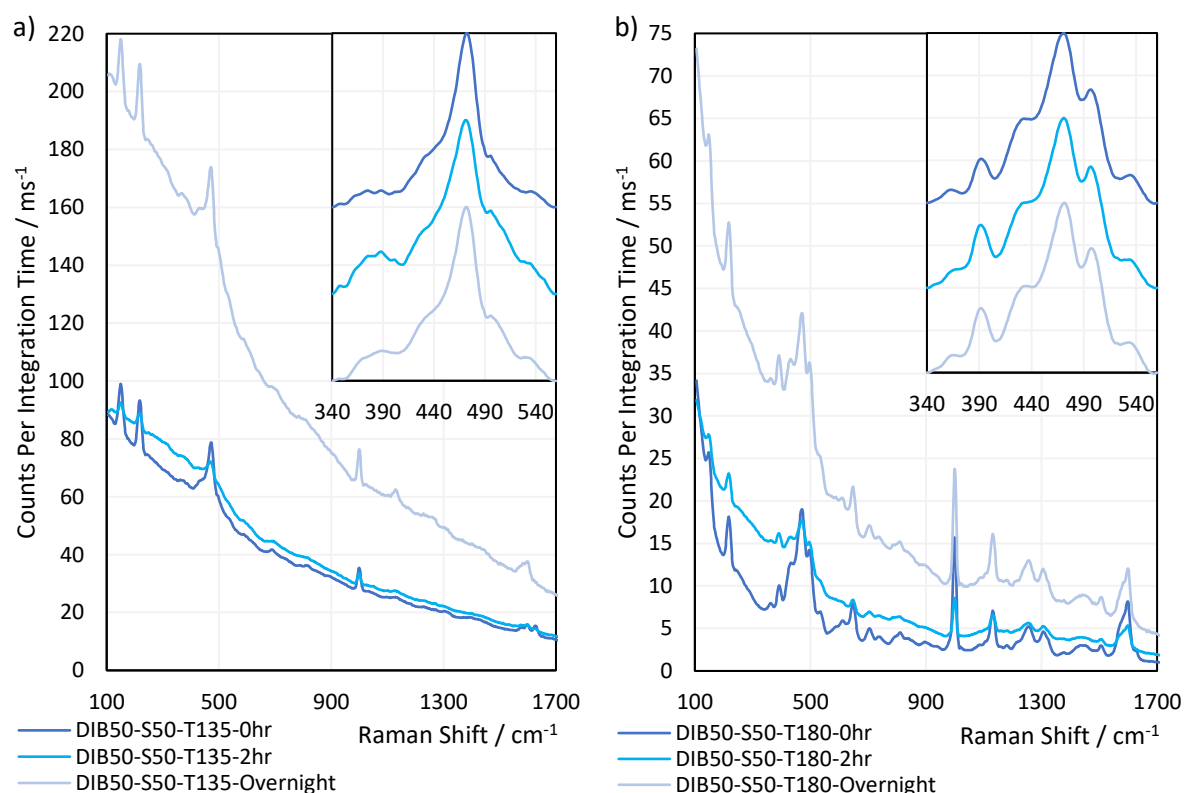 a)
220
200
180
160
140
120
100
80
60
40
20
0
Counts Per Integration Time / ms-1
340 390 440 490 540
100 500 900 1300 1700
Raman Shift / cm-1
DIB50-S50-T135-0hr
DIB50-S50-T135-2hr
DIB50-S50-T135-Overnight
b)
75
70
65
60
55
50
45
40
35
30
25
20
15
10
5
0
Counts Per Integration Time / ms-1
340 390 440 490 540
100 500 900 1300 1700
Raman Shift / cm-1
DIB50-S50-T180-0hr
DIB50-S50-T180-2hr
DIB50-S50-T180-Overnight